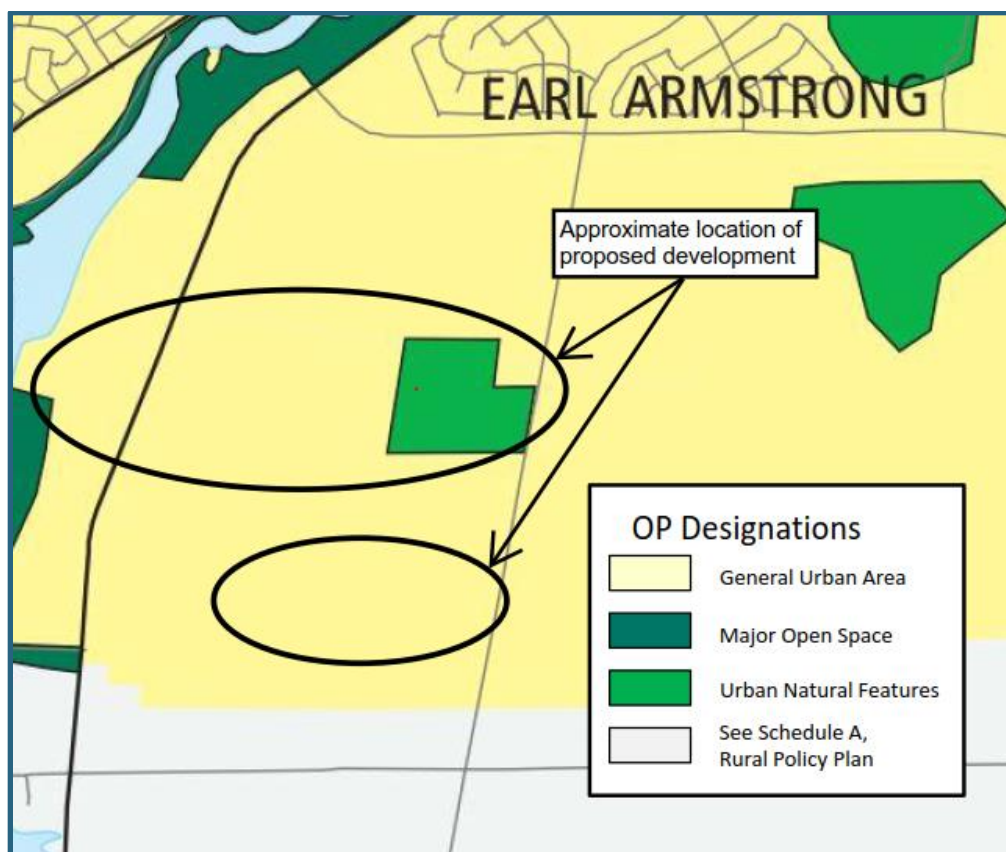 EARL ARMSTRONG
Approximate location of
proposed development
OP Designations
General Urban Area
Major Open Space
Urban Natural Features
See Schedule A,
Rural Policy Plan